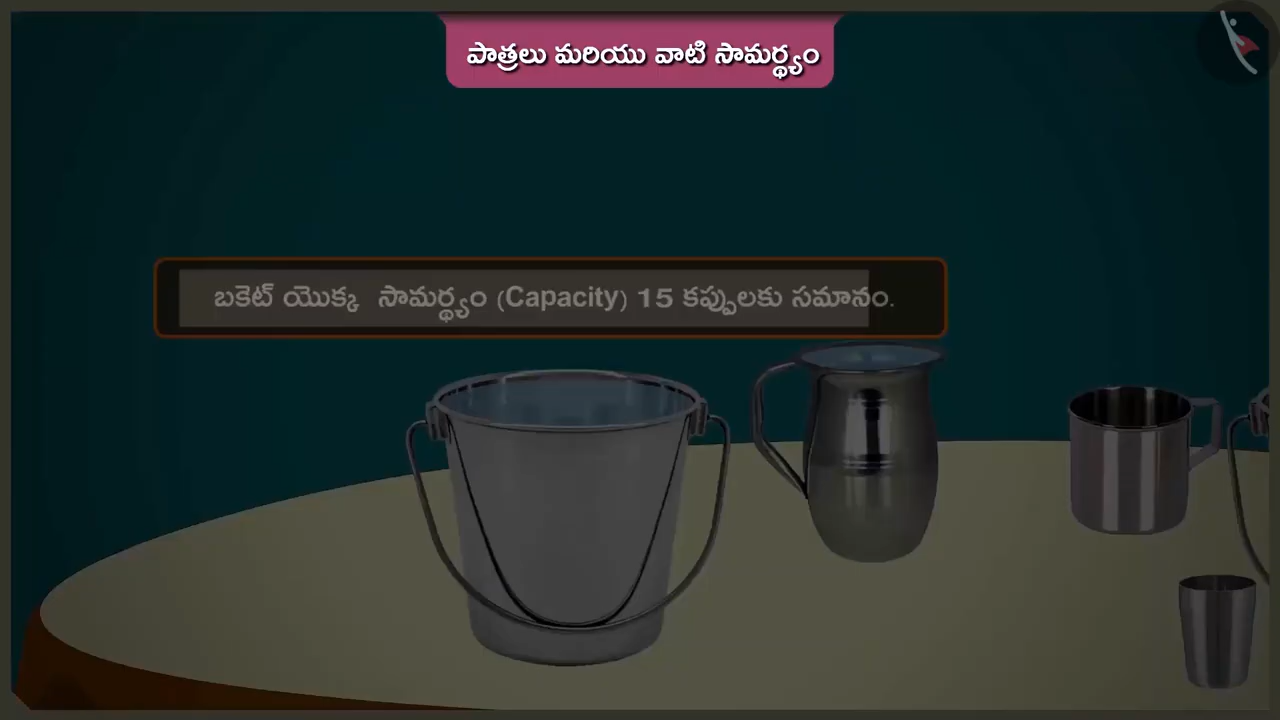 పాత్రలు మరియు వాటి సామర్థ్యం
బకెట్ యొక్క సామర్థ్యం (Capacity) 15 కప్పులకు సమానం.